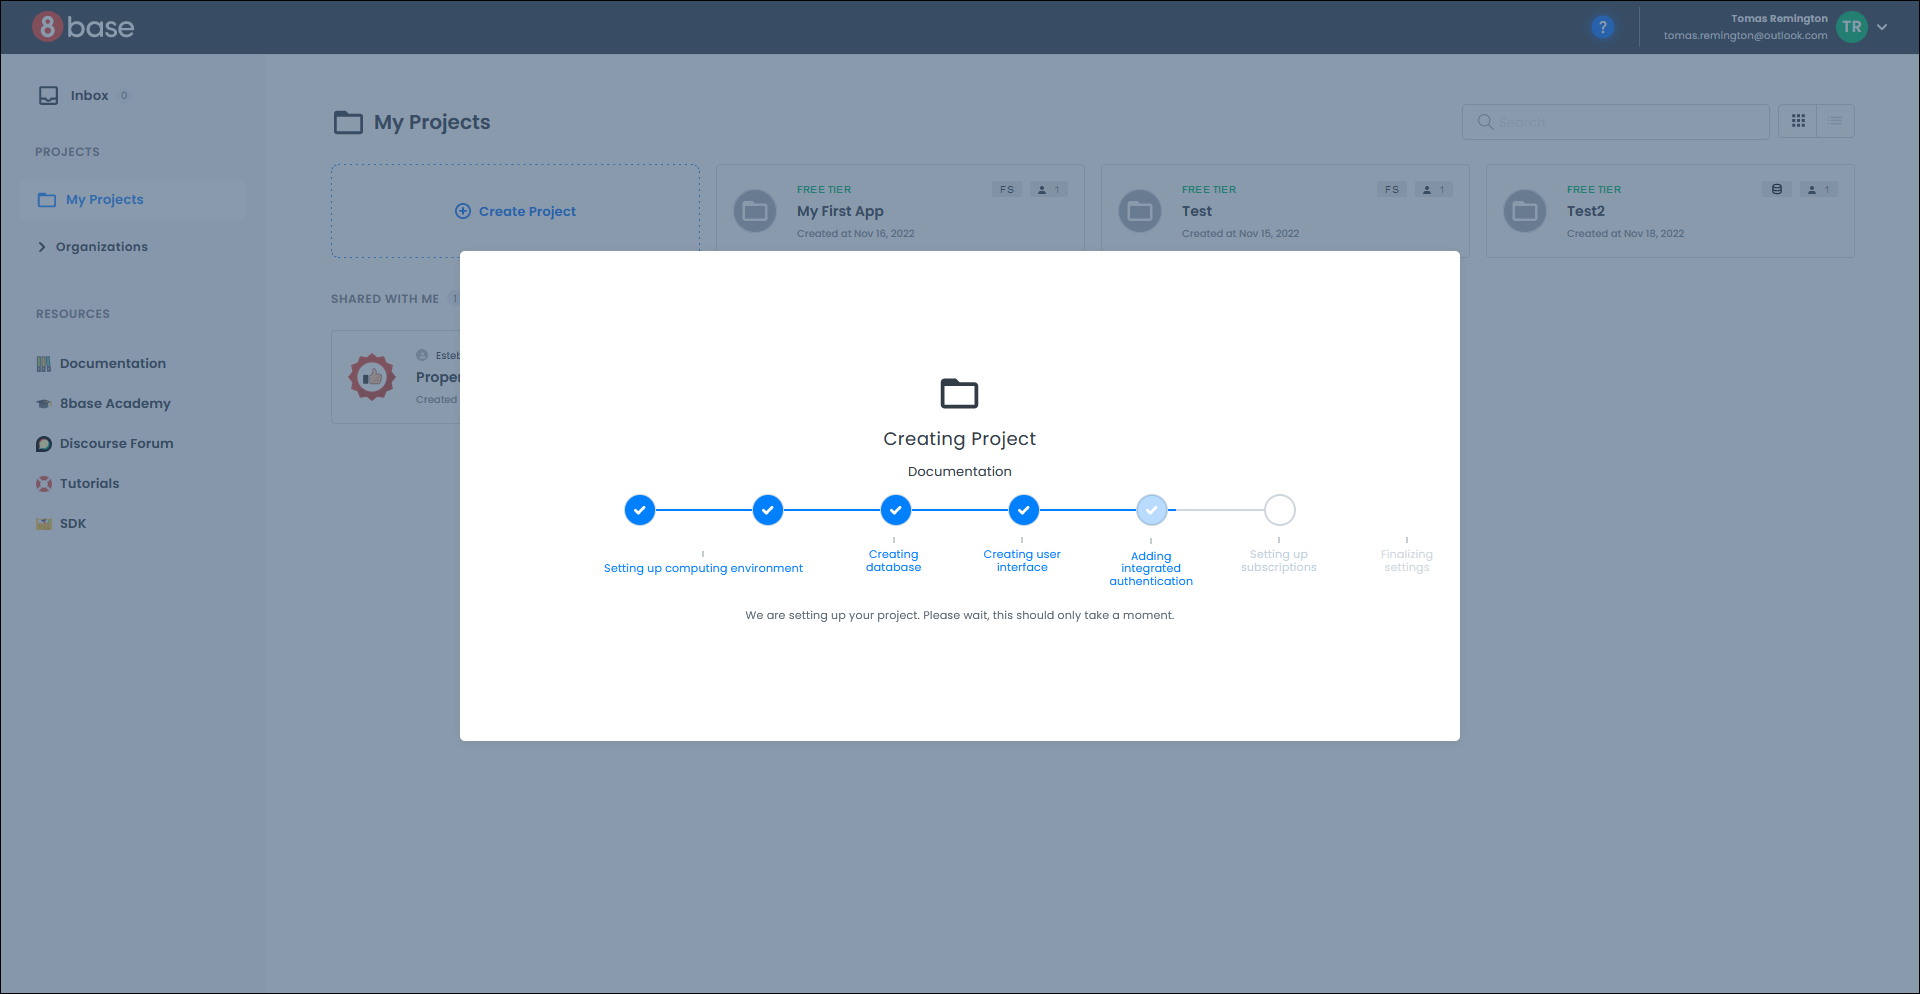 8base
?
Tomas Remington
tomas.remington@outlook.com
TR
Inbox 0
PROJECTS
My Projects
Organizations
RESOURCES
Documentation
8base Academy
Discourse Forum
Tutorials
SDK
My Projects
Search
Create Project
FREE TIER
FS
1
My First App
Created at Nov 16, 2022
FREE TIER
FS
1
Test
Created at Nov 15, 2022
FREE TIER
1
Test2
Created at Nov 18, 2022
SHARED WITH ME 1
Esteb
Proper
Created
Creating Project
Documentation
Setting up computing environment
Creating
database
Creating user
interface
Adding
integrated
authentication
Setting up
subscriptions
Finalizing
settings
We are setting up your project. Please wait, this should only take a moment.